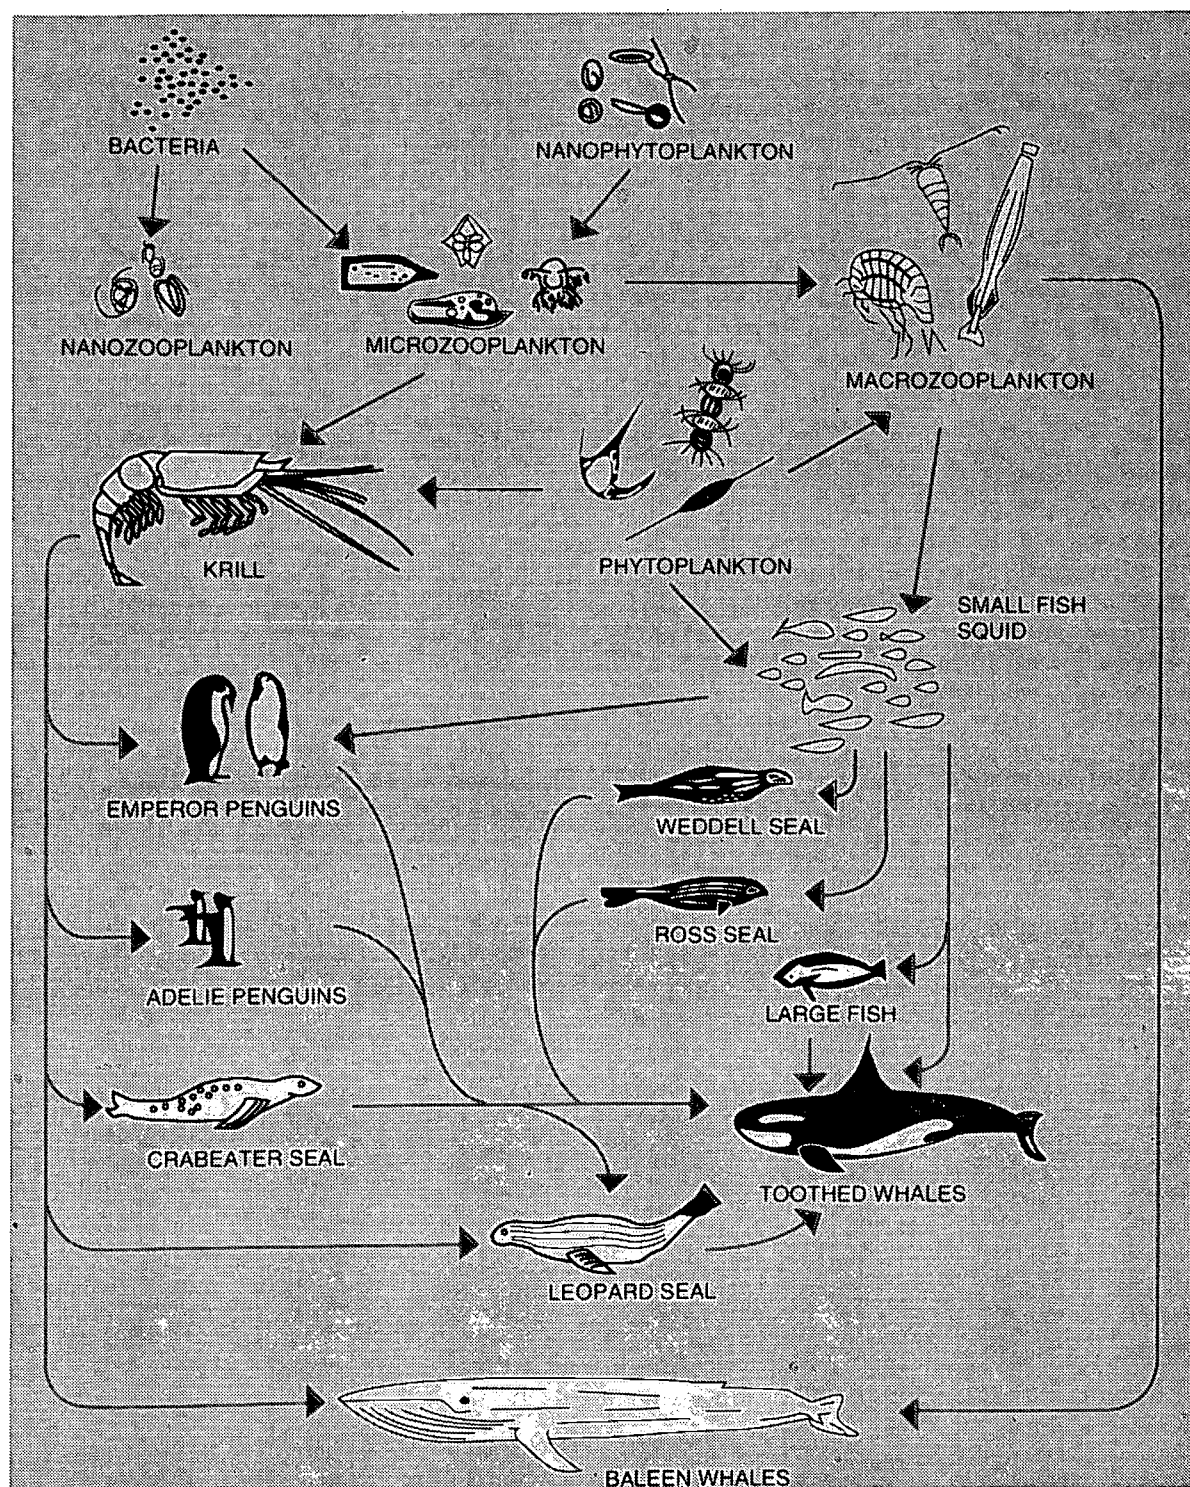 BACTERIA
NANOPHYTOPLANKTON
NANOZOOPLANKTON
MICROZOOPLANKTON
MACROZOOPLANKTON
KRILL
PHYTOPLANKTON
SMALL FISH
SQUID
EMPEROR PENGUINS
WEDDELL SEAL
ROSS SEAL
ADELIE PENGUINS
LARGE FISH
CRABEATER SEAL
TOOTHED WHALES
LEOPARD SEAL
BALEEN WHALES